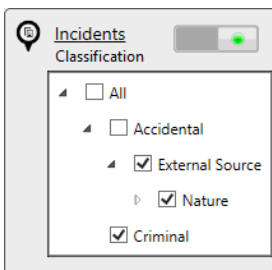 Incidents
Classification
All
Accidental
External Source
Nature
Criminal